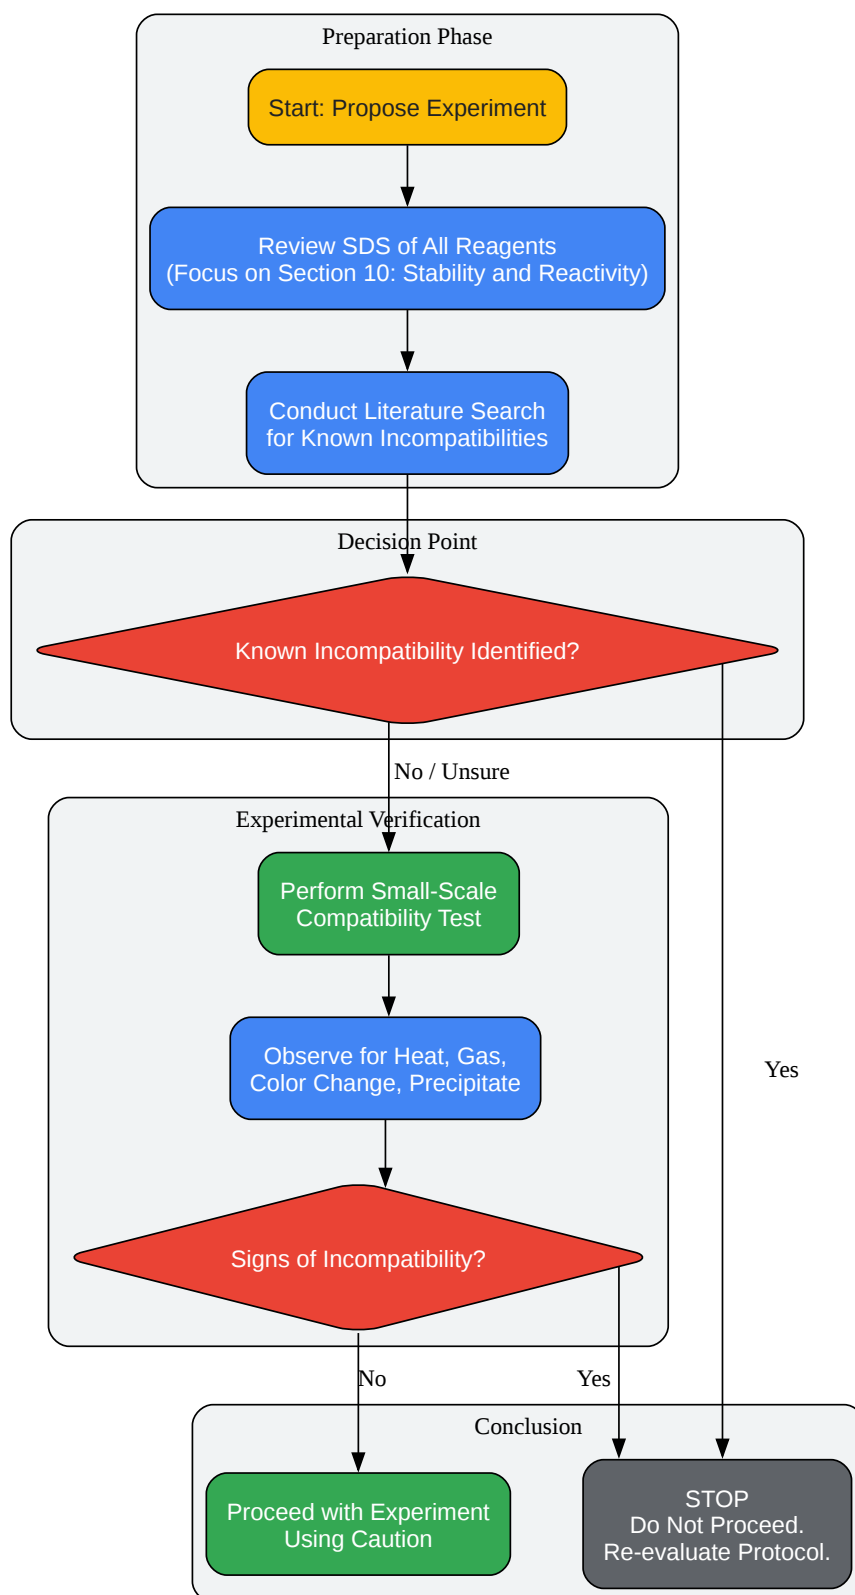 Preparation Phase
Start: Propose Experiment
Review SDS of All Reagents
(Focus on Section 10: Stability and Reactivity)
Conduct Literature Search
for Known Incompatibilities
Decision Point
Known Incompatibility Identified?
No / Unsure
Experimental Verification
Perform Small-Scale
Compatibility Test
Observe for Heat, Gas,
Color Change, Precipitate
Yes
Signs of Incompatibility?
No
Yes
Conclusion
Proceed with Experiment
Using Caution
STOP
Do Not Proceed.
Re-evaluate Protocol.